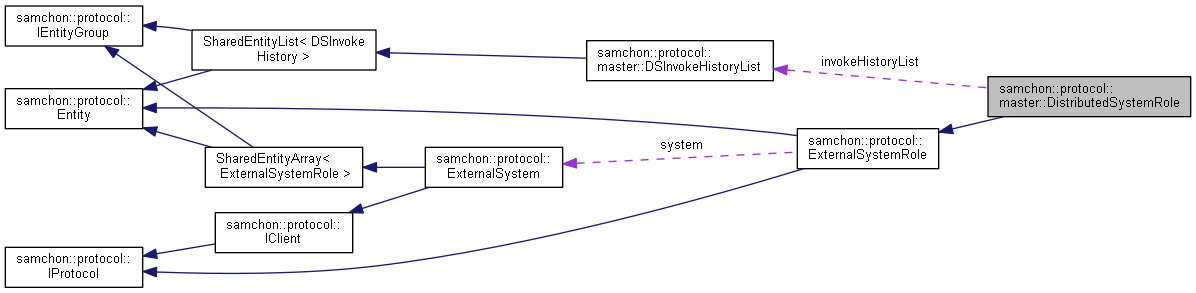 samchon::protocol::
IEntityGroup
SharedEntityList< DSInvoke
History >
samchon::protocol::
master::DSInvokeHistoryList
invokeHistoryList
samchon::protocol::
master::DistributedSystemRole
samchon::protocol::
Entity
samchon::protocol::
ExternalSystemRole
system
SharedEntityArray<
ExternalSystemRole >
samchon::protocol::
ExternalSystem
samchon::protocol::
IClient
samchon::protocol::
IProtocol